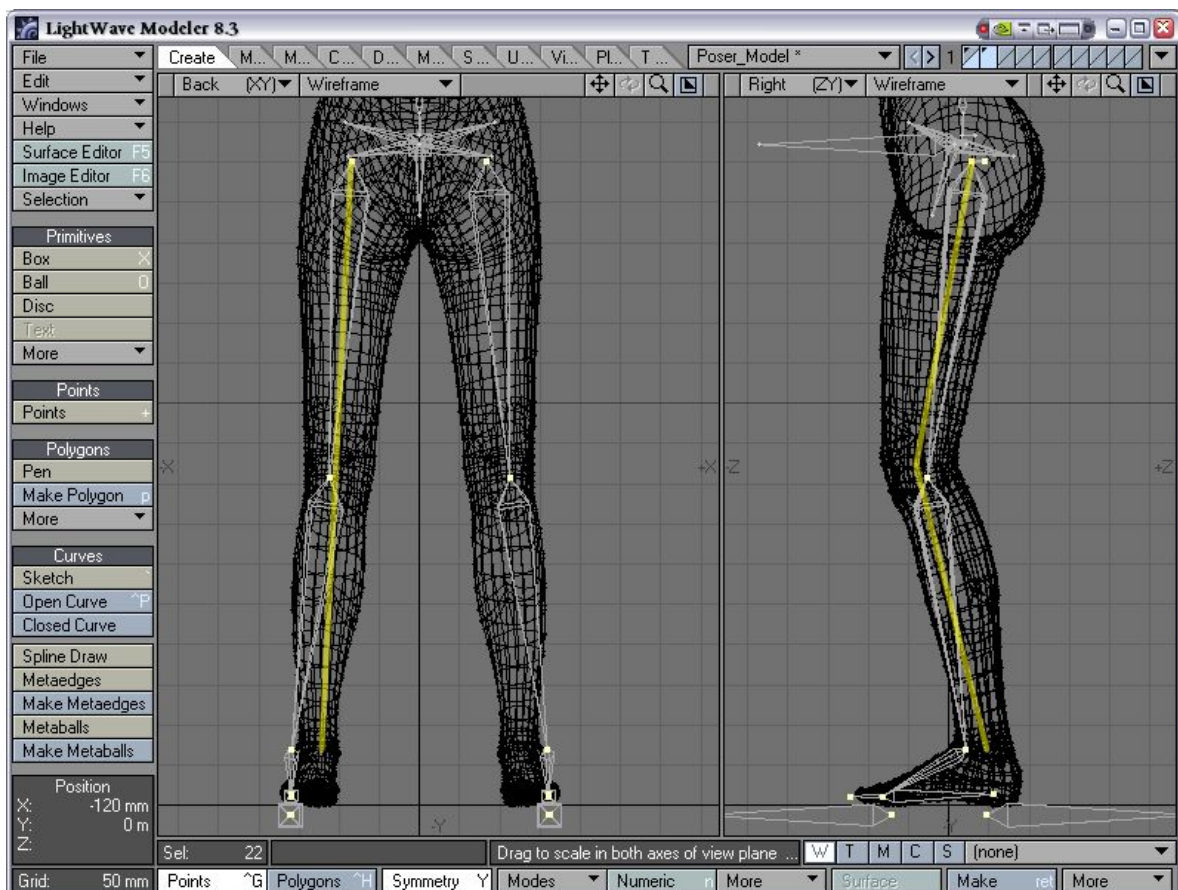 LightWave Modeler 8.3
File
Edit
Windows
Help
Surface Editor F5
Image Editor F6
Selection
Primitives
Box X
Ball O
Disc
Text
More
Points
Points +
Polygons
Pen
Make Polygon p
More
Curves
Sketch `
Open Curve ^P
Closed Curve
Spline Draw
Metaedges
Make Metaedges
Metaballs
Make Metaballs
Position
X: -120 mm
Y: 0 m
Z:
Grid: 50 mm
Create M... M... C... D... M... S... U... Vi... Pl... T... Poser_Model * 1
Back (XY) Wireframe
Right (ZY) Wireframe
-X +X -Z +Z
-Y -Y
Sel: 22 Drag to scale in both axes of view plane ... W T M C S (none)
Points ^G Polygons ^H Symmetry Y Modes Numeric n More Surface Make ret More